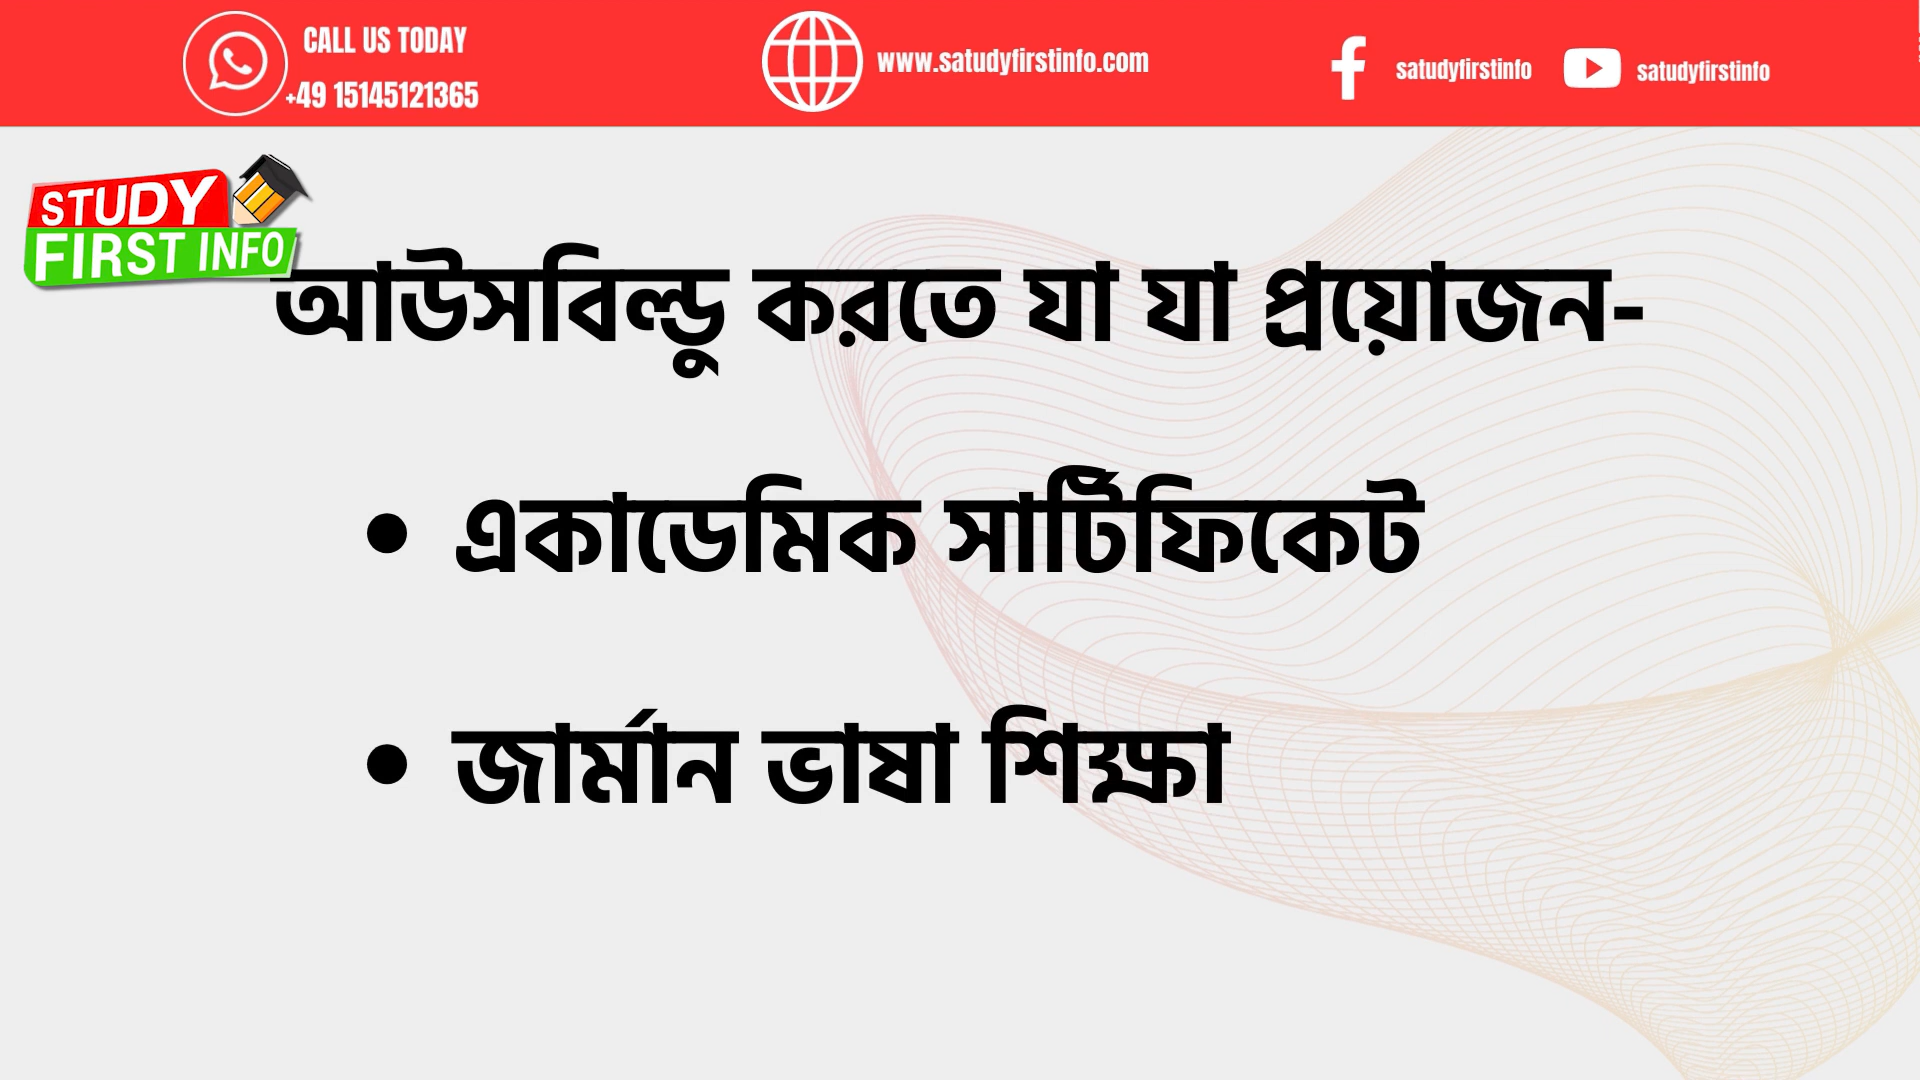 CALL US TODAY
+49 15145121365
www.satudyfirstinfo.com
satudyfirstinfo
satudyfirstinfo
STUDY
FIRST INFO
আউসবিল্ডু করতে যা যা প্রয়োজন-
• একাডেমিক সার্টিফিকেট
• জার্মান ভাষা শিক্ষা